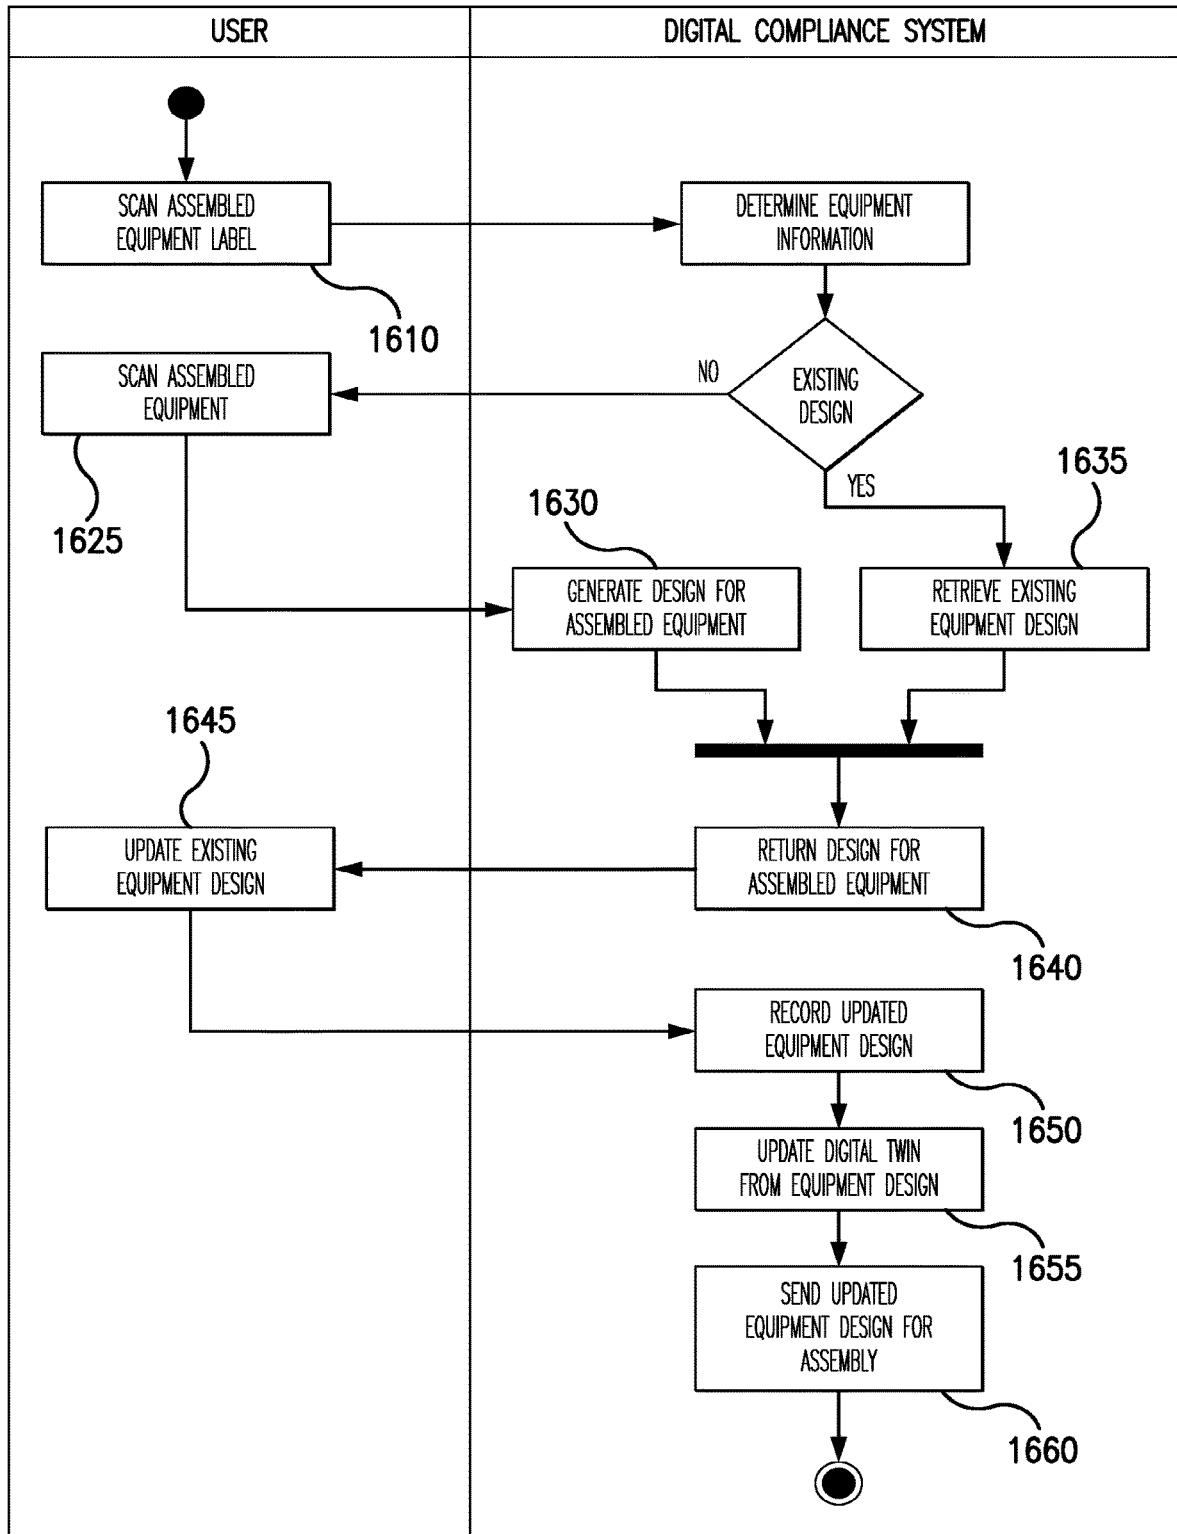 USER
DIGITAL COMPLIANCE SYSTEM
SCAN ASSEMBLED
EQUIPMENT LABEL
1610
DETERMINE EQUIPMENT
INFORMATION
SCAN ASSEMBLED
EQUIPMENT
1625
NO
EXISTING
DESIGN
YES
1630
1635
GENERATE DESIGN FOR
ASSEMBLED EQUIPMENT
RETRIEVE EXISTING
EQUIPMENT DESIGN
1645
UPDATE EXISTING
EQUIPMENT DESIGN
RETURN DESIGN FOR
ASSEMBLED EQUIPMENT
1640
RECORD UPDATED
EQUIPMENT DESIGN
1650
UPDATE DIGITAL TWIN
FROM EQUIPMENT DESIGN
1655
SEND UPDATED
EQUIPMENT DESIGN FOR
ASSEMBLY
1660